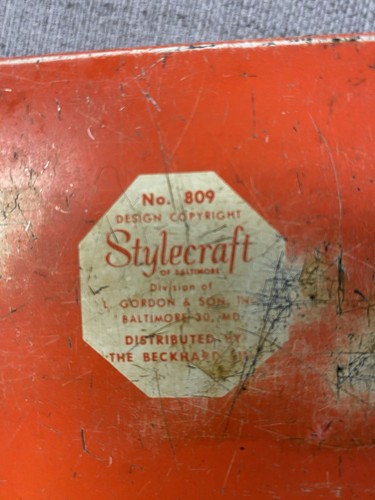 No. 809
DESIGN COPYRIGHT
Stylecraft
OF BALTIMORE
Division of
L. GORDON & SON, INC
BALTIMORE 30, MD.
DISTRIBUTED BY
THE BECKHARD